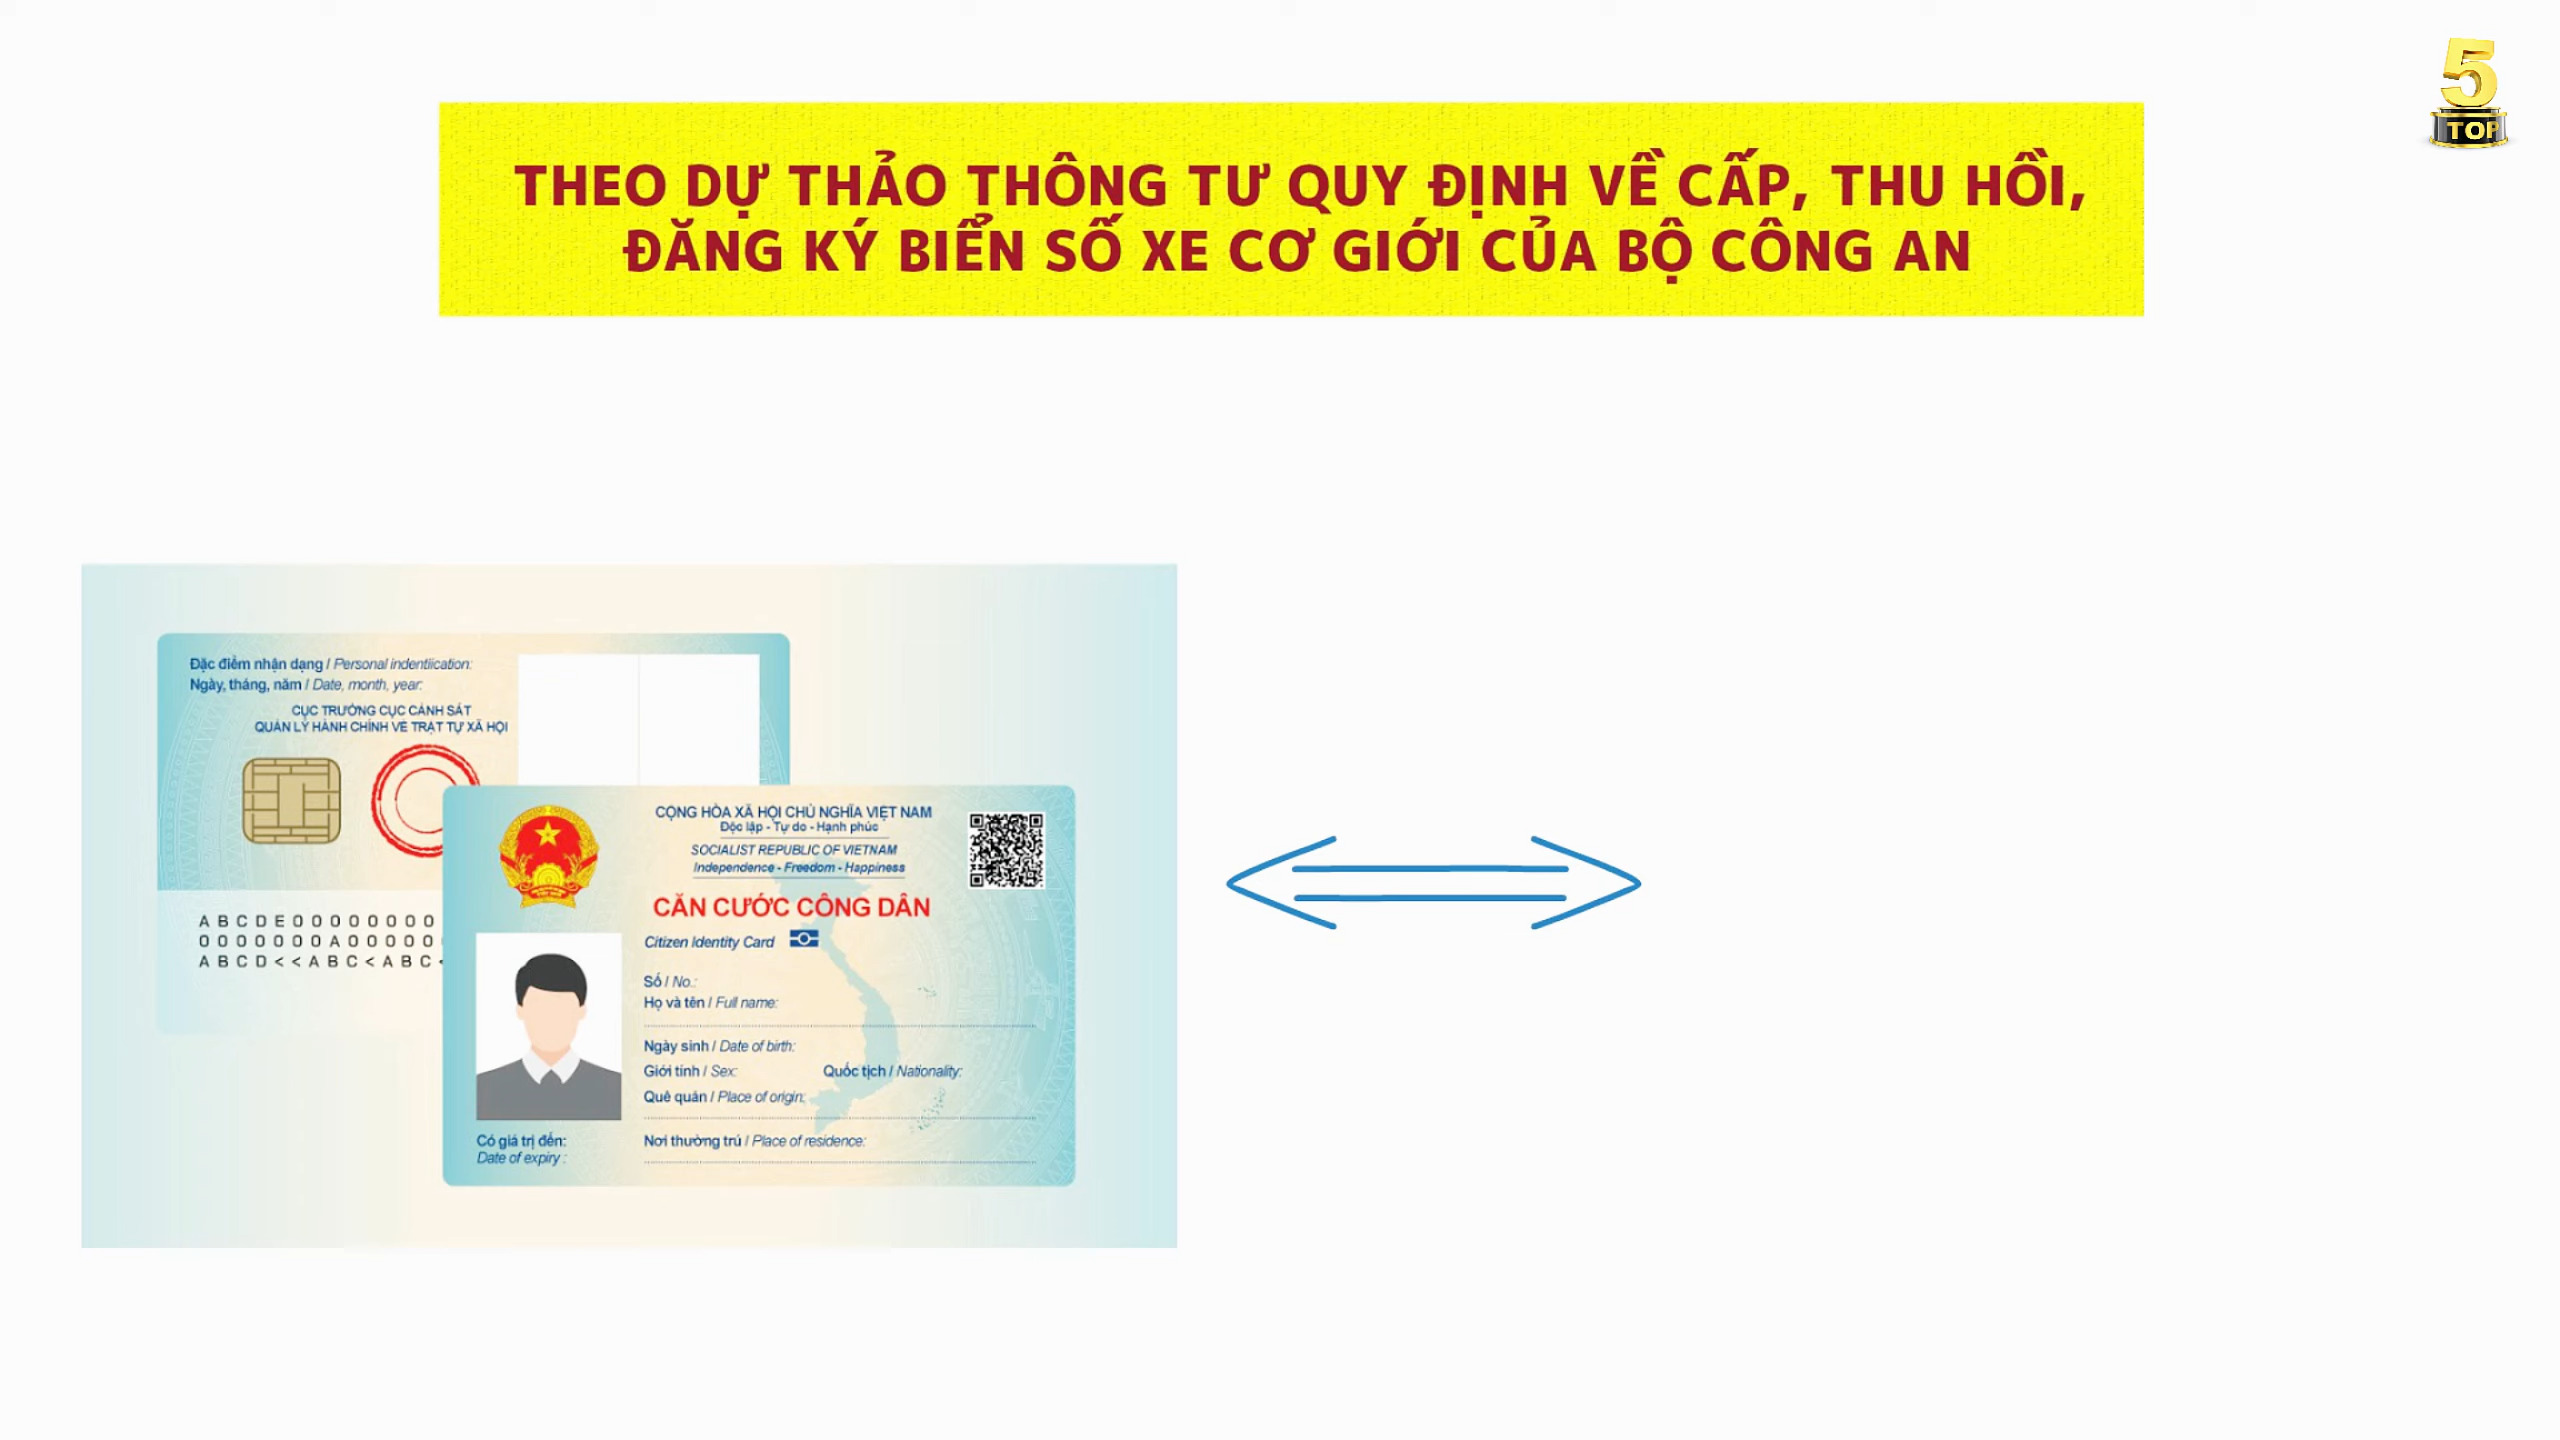 5
TOP
THEO DỰ THẢO THÔNG TƯ QUY ĐỊNH VỀ CẤP, THU HỒI,
ĐĂNG KÝ BIỂN SỐ XE CƠ GIỚI CỦA BỘ CÔNG AN
Đặc điểm nhận dạng / Personal indentiication:
Ngày, tháng, năm / Date, month, year:
CỤC TRƯỞNG CỤC CẢNH SÁT
QUẢN LÝ HÀNH CHÍNH VỀ TRẬT TỰ XÃ HỘI
ABCDE00000000
0000000A00000
ABCD<<ABC<ABC<
CỘNG HÒA XÃ HỘI CHỦ NGHĨA VIỆT NAM
Độc lập - Tự do - Hạnh phúc
SOCIALIST REPUBLIC OF VIETNAM
Independence - Freedom - Happiness
CĂN CƯỚC CÔNG DÂN
Citizen Identity Card
Số / No.:
Họ và tên / Full name:
Ngày sinh / Date of birth:
Giới tính / Sex: Quốc tịch / Nationality:
Quê quán / Place of origin:
Có giá trị đến: Nơi thường trú / Place of residence:
Date of expiry :